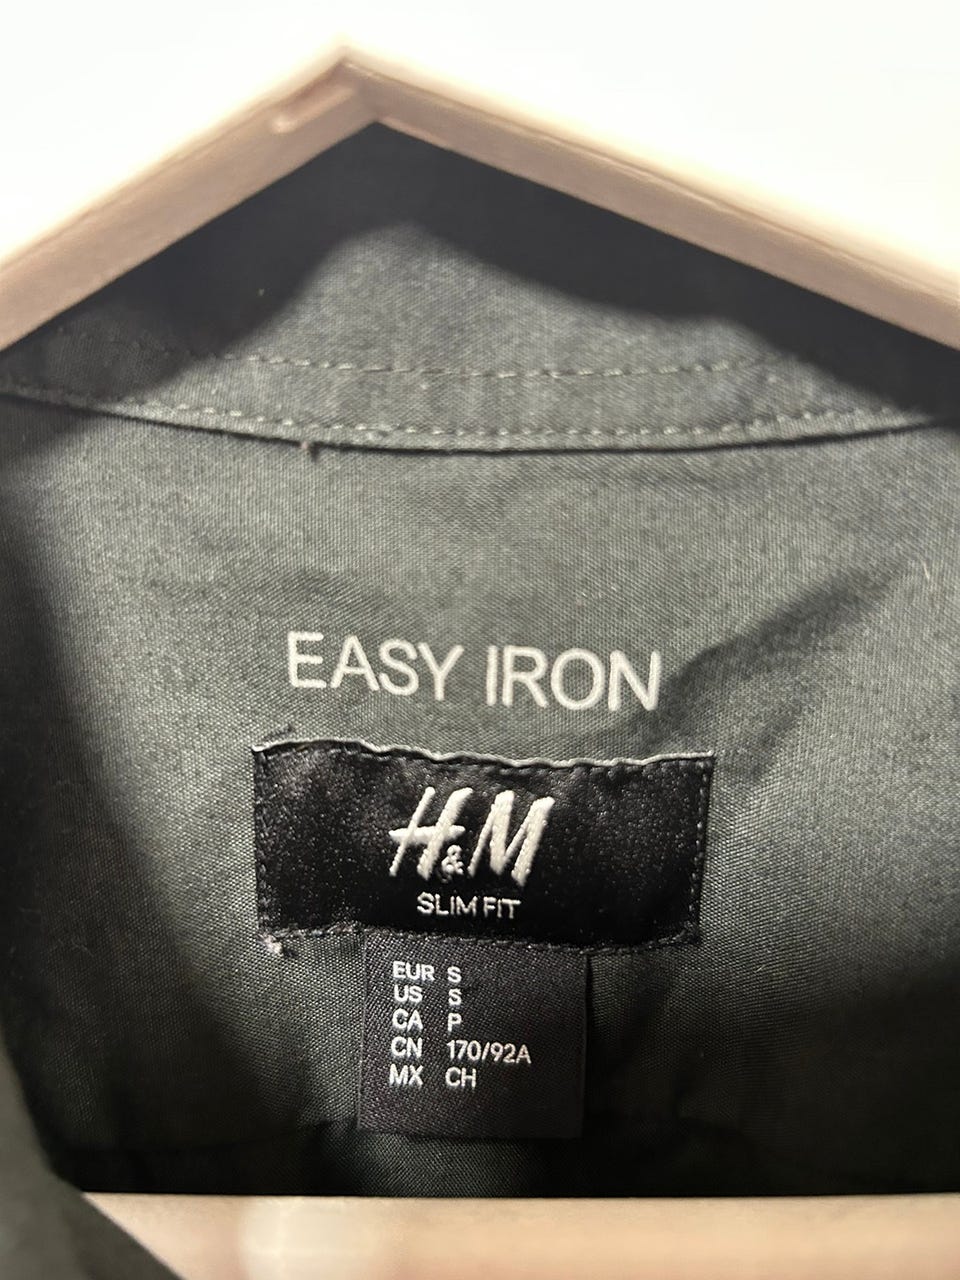 EASY IRON
H&M
SLIM FIT
EUR S
US S
CA P
CN 170/92A
MX CH